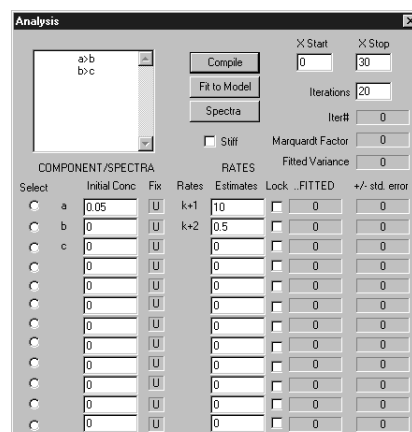 Analysis
a>b
b>c
Compile
Fit to Model
Spectra
Stiff
X Start X Stop
0 30
Iterations 20
Iter# 0
Marquardt Factor 0
Fitted Variance 0
COMPONENT/SPECTRA RATES
Select Initial Conc Fix Rates Estimates Lock ..FITTED +/- std. error
a 0.05 U k+1 10 0 0
b 0 U k+2 0.5 0 0
c 0 U 0 0 0
0 U 0 0 0
0 U 0 0 0
0 U 0 0 0
0 U 0 0 0
0 U 0 0 0
0 U 0 0 0
0 U 0 0 0
0 U 0 0 0
0 U 0 0 0